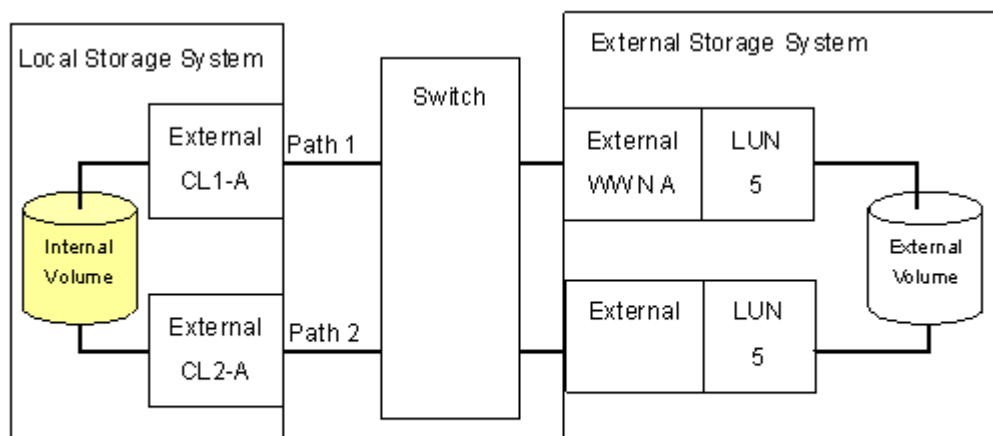 Local Storage System
External Storage System
Switch
External
CL1-A
Path 1
External
WWN A
LUN
5
Internal
Volume
External
Volume
External
CL2-A
Path 2
External
LUN
5